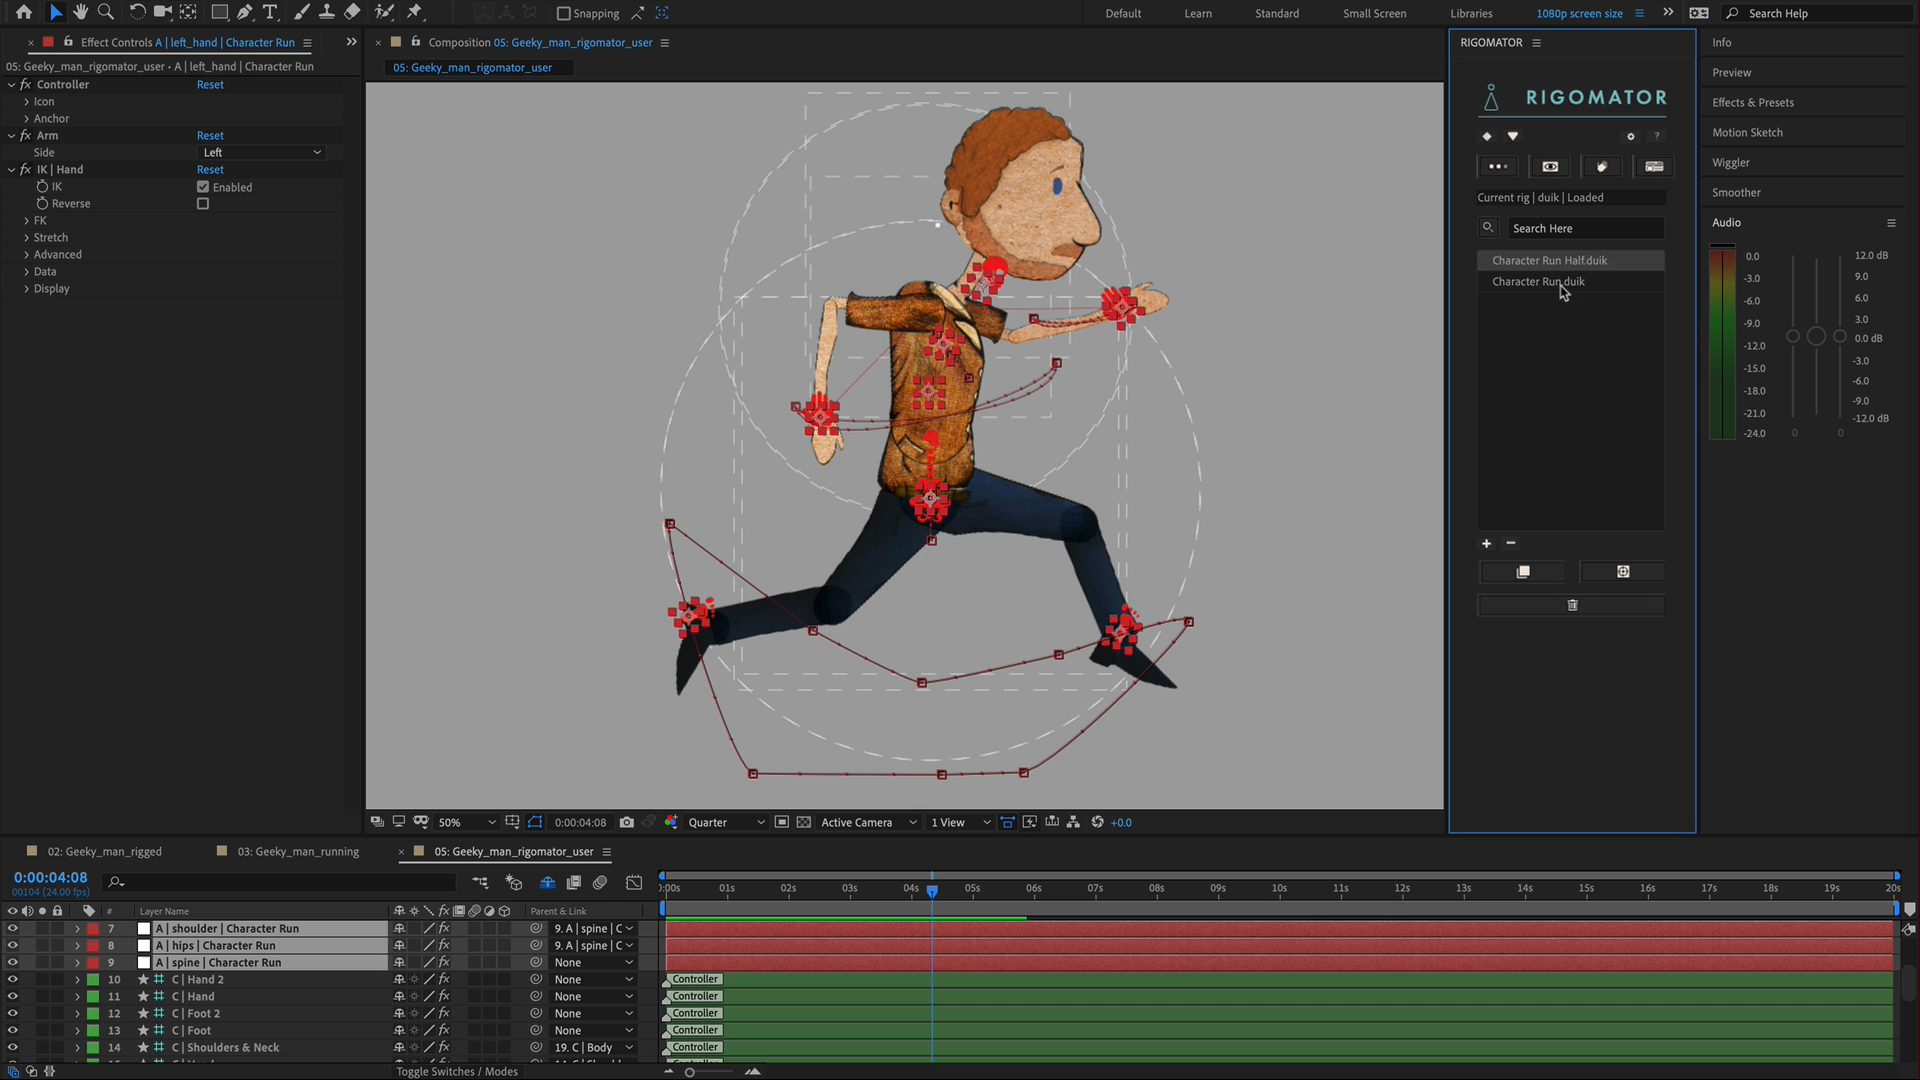 Snapping
Default
Learn
Standard
Small Screen
Libraries
1080p screen size
Search Help
Effect Controls A | left_hand | Character Run
05: Geeky_man_rigomator_user • A | left_hand | Character Run
Controller Reset
Icon
Anchor
Arm Reset
Side Left
IK | Hand Reset
IK Enabled
Reverse
FK
Stretch
Advanced
Data
Display
Composition 05: Geeky_man_rigomator_user
05: Geeky_man_rigomator_user
50%
0:00:04:08
Quarter
Active Camera
1 View
+0.0
RIGOMATOR
RIGOMATOR
?
Current rig | duik | Loaded
Search Here
Character Run Half.duik
Character Run.duik
Info
Preview
Effects & Presets
Motion Sketch
Wiggler
Smoother
Audio
0.0 12.0 dB
-3.0 9.0
-6.0 6.0
-9.0 3.0
-12.0 0.0 dB
-15.0 -3.0
-18.0 -6.0
-21.0 -9.0
-24.0 -12.0 dB
0 0
02: Geeky_man_rigged
03: Geeky_man_running
05: Geeky_man_rigomator_user
0:00:04:08
00104 (24.00 fps)
# Layer Name Parent & Link
:00s 01s 02s 03s 04s 05s 06s 07s 08s 09s 10s 11s 12s 13s 14s 15s 16s 17s 18s 19s 20s
7 A | shoulder | Character Run 9. A | spine | C
8 A | hips | Character Run 9. A | spine | C
9 A | spine | Character Run None
10 C | Hand 2 None Controller
11 C | Hand None Controller
12 C | Foot 2 None Controller
13 C | Foot None Controller
14 C | Shoulders & Neck 19. C | Body Controller
Toggle Switches / Modes